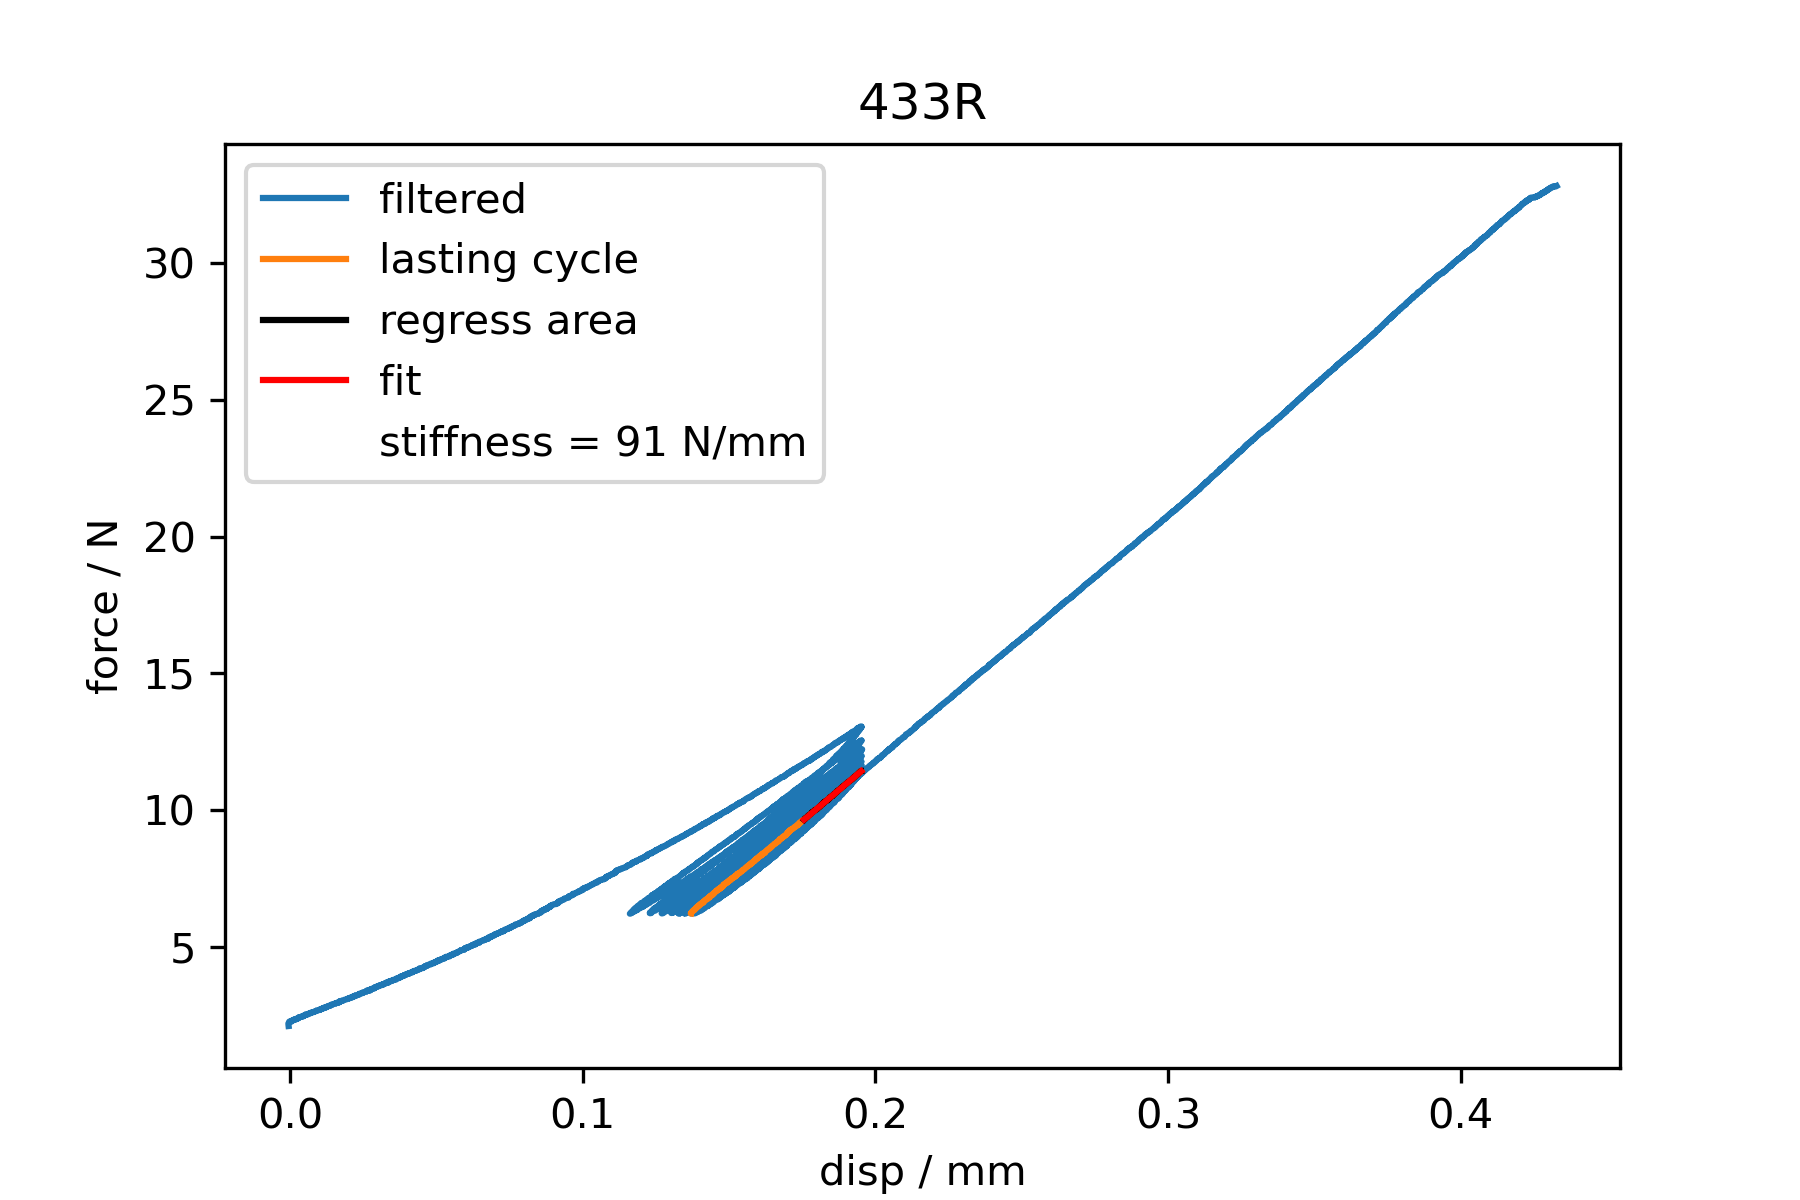 433R
filtered
lasting cycle
regress area
fit
stiffness = 91 N/mm
force / N
30
25
20
15
10
5
0.0 0.1 0.2 0.3 0.4
disp / mm